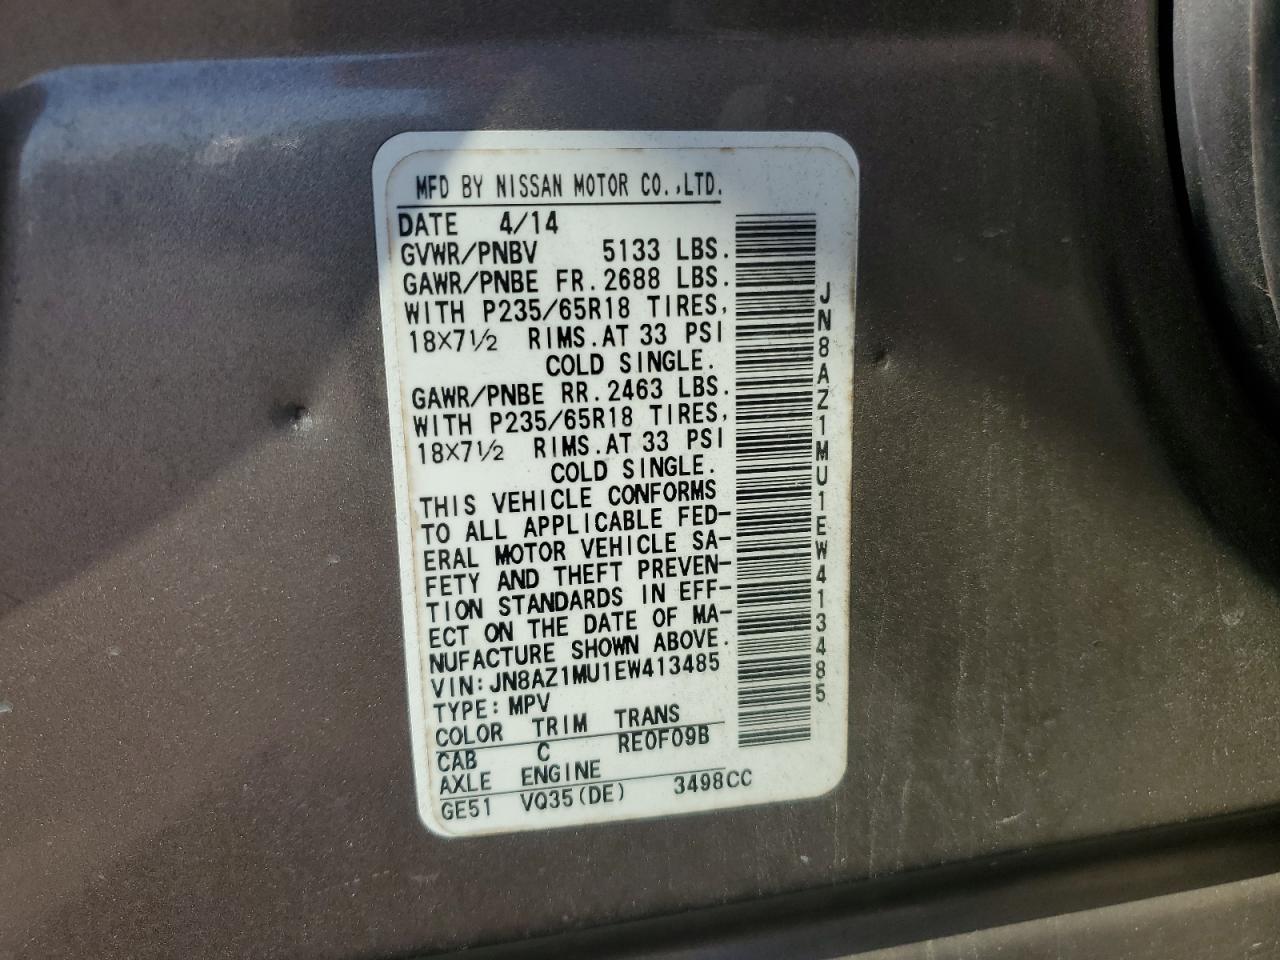 MFD BY NISSAN MOTOR CO.,LTD.
DATE 4/14
GVWR/PNBV 5133 LBS.
GAWR/PNBE FR. 2688 LBS.
WITH P235/65R18 TIRES,
18X7½ RIMS. AT 33 PSI
COLD SINGLE.
GAWR/PNBE RR. 2463 LBS.
WITH P235/65R18 TIRES,
18X7½ RIMS. AT 33 PSI
COLD SINGLE.
THIS VEHICLE CONFORMS
TO ALL APPLICABLE FED-
ERAL MOTOR VEHICLE SA-
FETY AND THEFT PREVEN-
TION STANDARDS IN EFF-
ECT ON THE DATE OF MA-
NUFACTURE SHOWN ABOVE.
VIN: JN8AZ1MU1EW413485
TYPE: MPV
COLOR TRIM TRANS
CAB C RE0F09B
AXLE ENGINE
GE51 VQ35(DE) 3498CC
JN8AZ1MU1EW413485